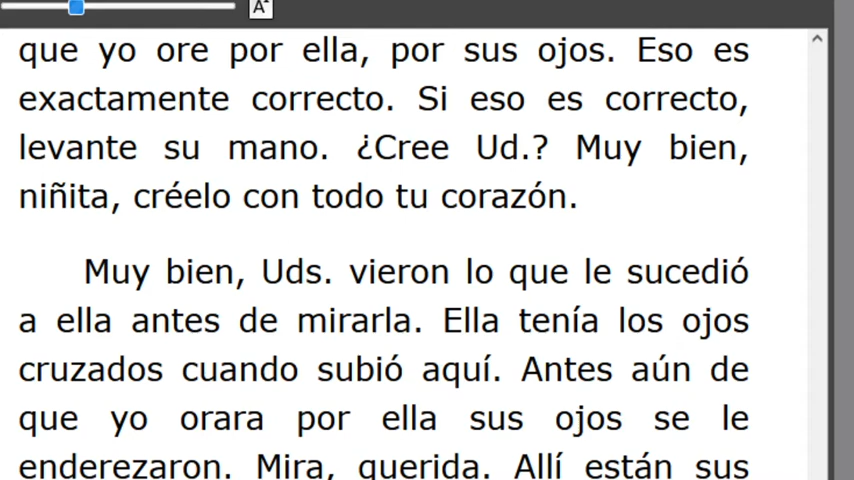 A
que yo ore por ella, por sus ojos. Eso es
exactamente correcto. Si eso es correcto,
levante su mano. ¿Cree Ud.? Muy bien,
niñita, créelo con todo tu corazón.
Muy bien, Uds. vieron lo que le sucedió
a ella antes de mirarla. Ella tenía los ojos
cruzados cuando subió aquí. Antes aún de
que yo orara por ella sus ojos se le
enderezaron. Mira, querida. Allí están sus